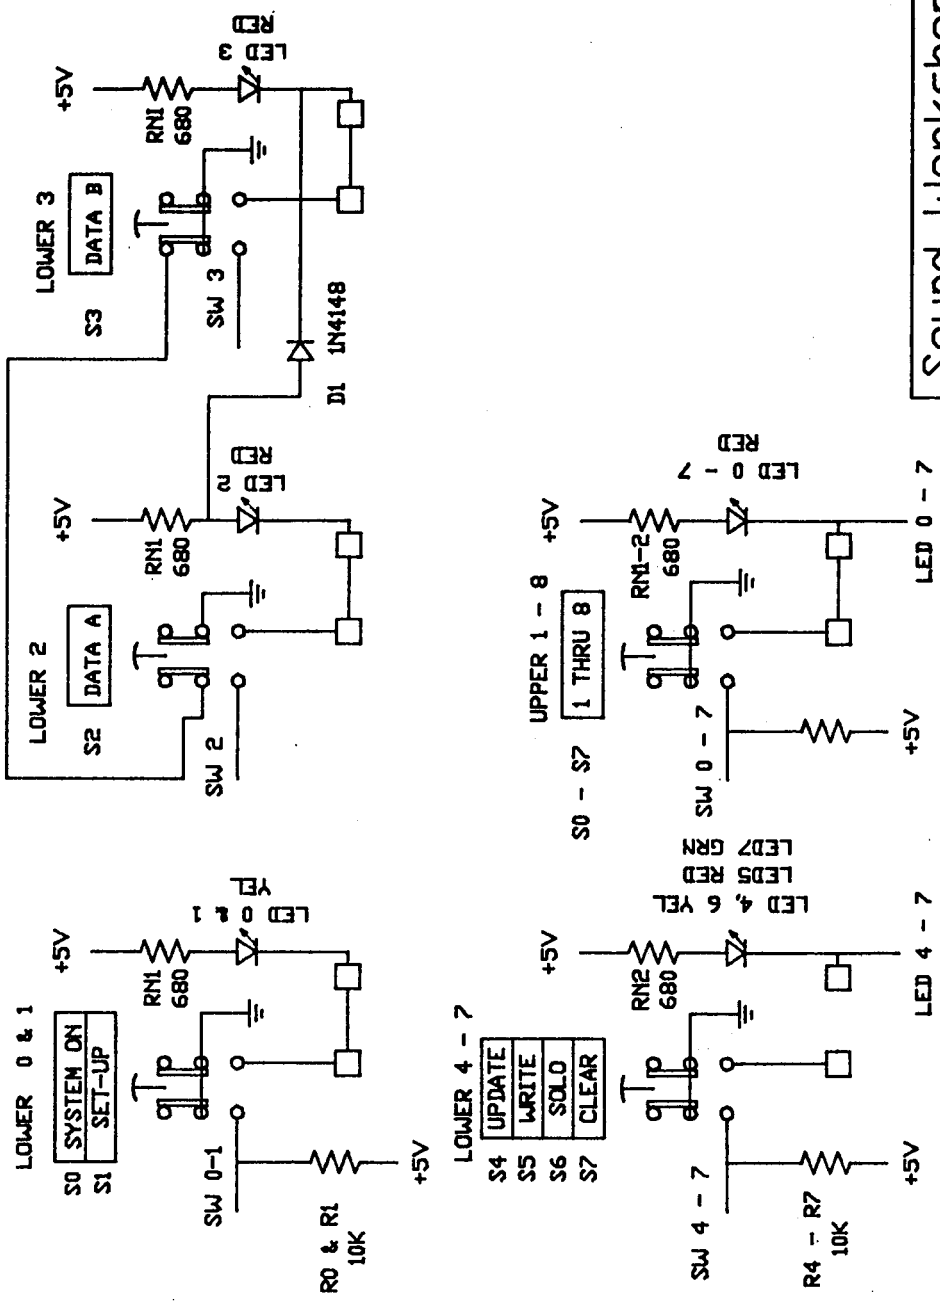 LOWER 0 & 1
S0 SYSTEM ON
S1 SET-UP
+5V
RN1
680
LED 0 & 1
YEL
SW 0-1
R0 & R1
10K
+5V
LOWER 2
S2 DATA A
+5V
RN1
680
LED 2
RED
SW 2
D1 1N4148
LOWER 3
S3 DATA B
+5V
RN1
680
LED 3
RED
SW 3
LOWER 4 - 7
S4 UPDATE
S5 WRITE
S6 SOLO
S7 CLEAR
+5V
RN2
680
LED 4, 6 YEL
LED5 RED
LED7 GRN
SW 4 - 7
R4 - R7
10K
+5V
LED 4 - 7
UPPER 1 - 8
S0 - S7 1 THRU 8
+5V
RN1-2
680
LED 0 - 7
RED
SW 0 - 7
+5V
LED 0 - 7
Sound Workshop